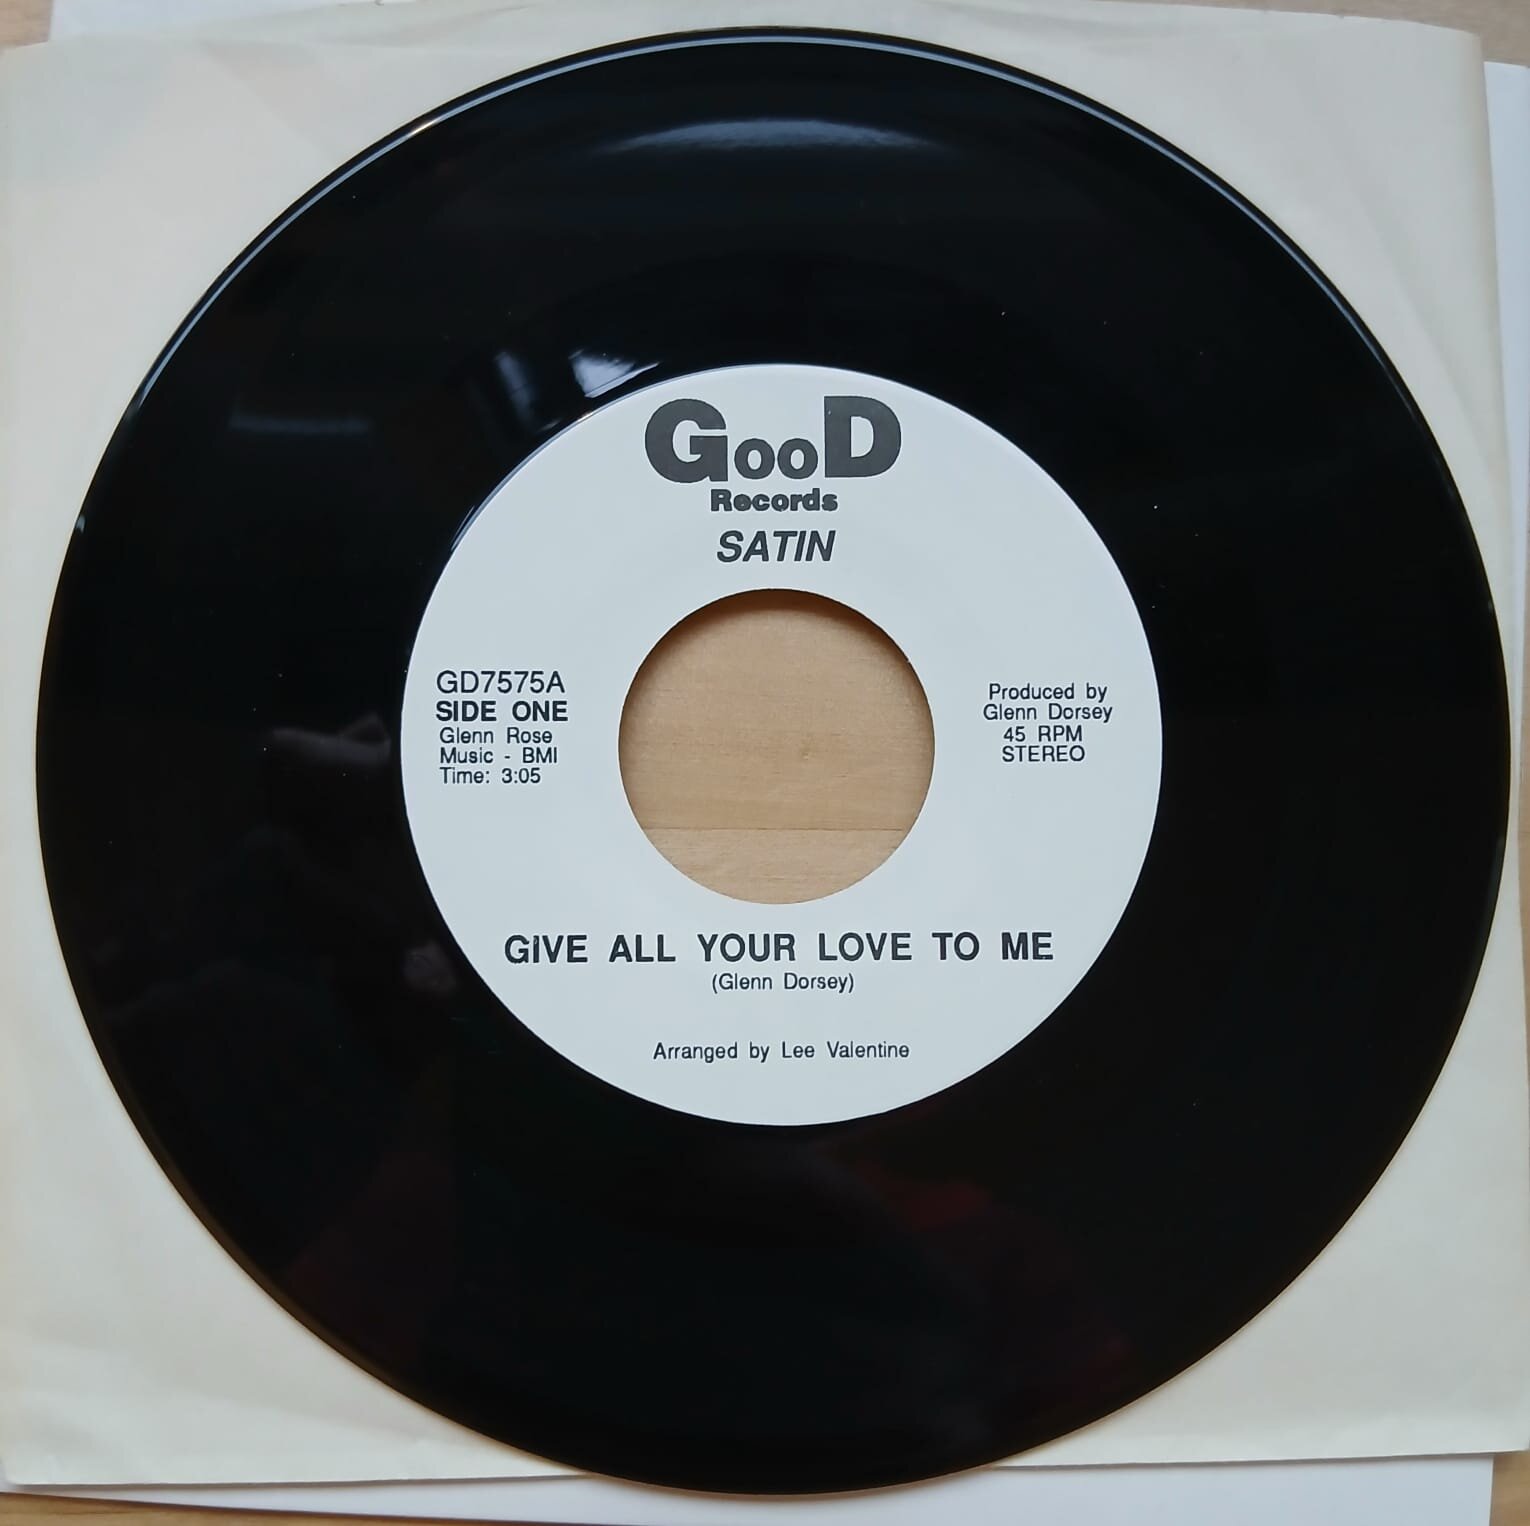 GooD
Records
SATIN
GD7575A
SIDE ONE
Glenn Rose
Music - BMI
Time: 3:05
Produced by
Glenn Dorsey
45 RPM
STEREO
GIVE ALL YOUR LOVE TO ME
(Glenn Dorsey)
Arranged by Lee Valentine